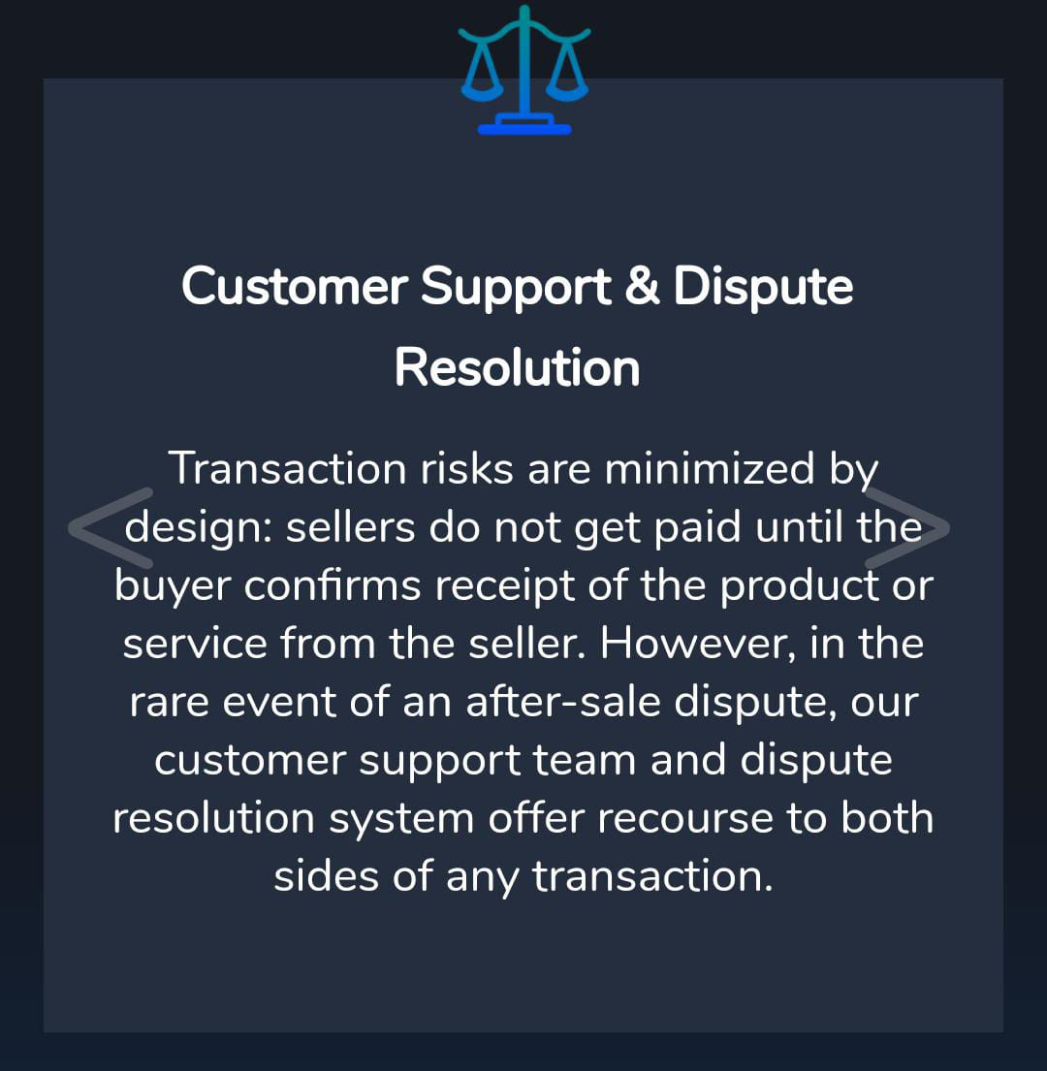 Customer Support & Dispute
Resolution
Transaction risks are minimized by
design: sellers do not get paid until the
buyer confirms receipt of the product or
service from the seller. However, in the
rare event of an after-sale dispute, our
customer support team and dispute
resolution system offer recourse to both
sides of any transaction.